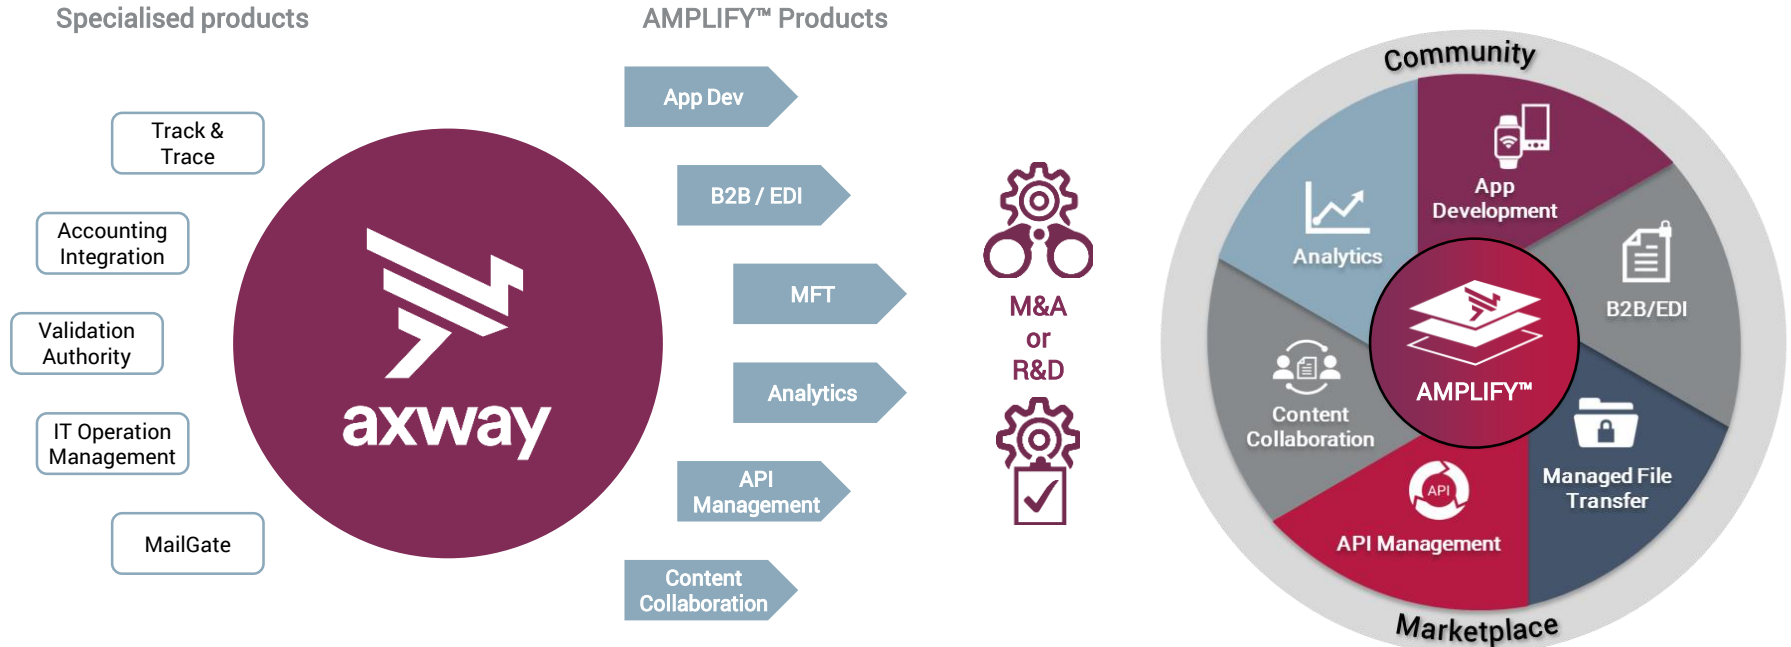 Specialised products
AMPLIFY™ Products
Track &
Trace
Accounting
Integration
Validation
Authority
IT Operation
Management
MailGate
axway
App Dev
B2B / EDI
MFT
Analytics
API
Management
Content
Collaboration
M&A
or
R&D
Community
App
Development
B2B/EDI
Managed File
Transfer
API
API Management
Content
Collaboration
Analytics
AMPLIFY™
Marketplace